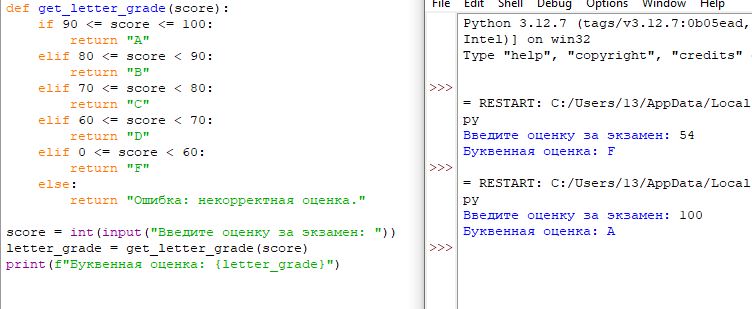 def get_letter_grade(score):
    if 90 <= score <= 100:
        return "A"
    elif 80 <= score < 90:
        return "B"
    elif 70 <= score < 80:
        return "C"
    elif 60 <= score < 70:
        return "D"
    elif 0 <= score < 60:
        return "F"
    else:
        return "Ошибка: некорректная оценка."

score = int(input("Введите оценку за экзамен: "))
letter_grade = get_letter_grade(score)
print(f"Буквенная оценка: {letter_grade}")
File Edit Shell Debug Options Window Help
Python 3.12.7 (tags/v3.12.7:0b05ead,
Intel)] on win32
Type "help", "copyright", "credits"
>>>
= RESTART: C:/Users/13/AppData/Local
py
Введите оценку за экзамен: 54
Буквенная оценка: F
>>>
= RESTART: C:/Users/13/AppData/Local
py
Введите оценку за экзамен: 100
Буквенная оценка: A
>>>